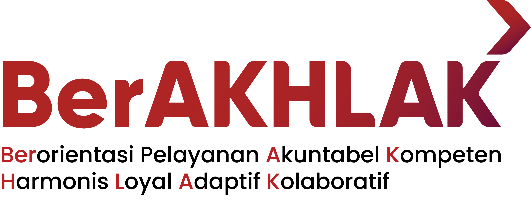 BerAKHLAK
Berorientasi Pelayanan Akuntabel Kompeten
Harmonis Loyal Adaptif Kolaboratif